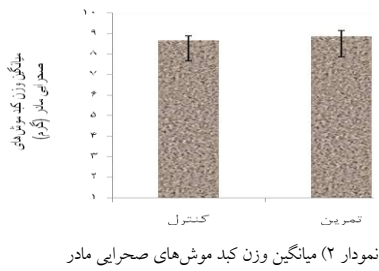 میانگین وزن کبد موش‌های
صحرایی مادر (گرم)
۱۰
۹
۸
۷
۶
۵
۴
۳
۲
۱
کنترل
تمرین
نمودار ۲) میانگین وزن کبد موش‌های صحرایی مادر